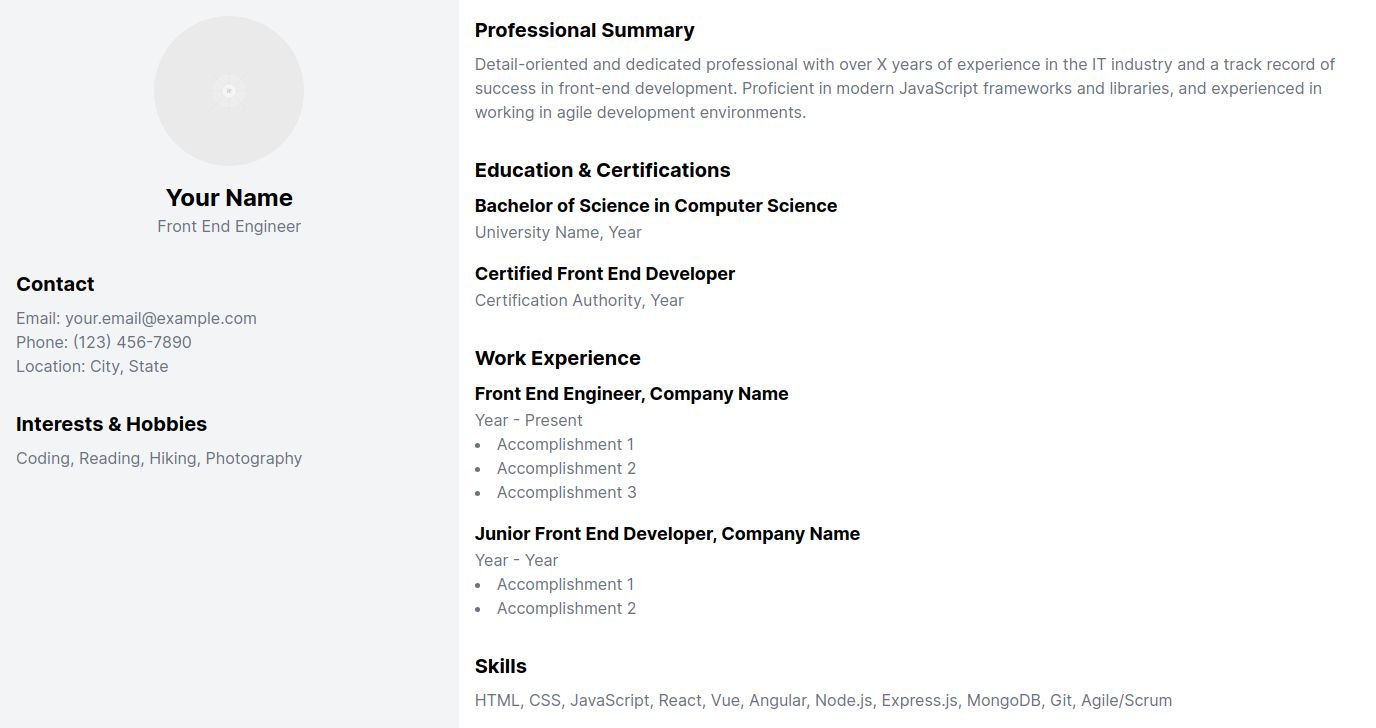 Your Name
Front End Engineer
Contact
Email: your.email@example.com
Phone: (123) 456-7890
Location: City, State
Interests & Hobbies
Coding, Reading, Hiking, Photography
Professional Summary
Detail-oriented and dedicated professional with over X years of experience in the IT industry and a track record of
success in front-end development. Proficient in modern JavaScript frameworks and libraries, and experienced in
working in agile development environments.
Education & Certifications
Bachelor of Science in Computer Science
University Name, Year
Certified Front End Developer
Certification Authority, Year
Work Experience
Front End Engineer, Company Name
Year - Present
• Accomplishment 1
• Accomplishment 2
• Accomplishment 3
Junior Front End Developer, Company Name
Year - Year
• Accomplishment 1
• Accomplishment 2
Skills
HTML, CSS, JavaScript, React, Vue, Angular, Node.js, Express.js, MongoDB, Git, Agile/Scrum